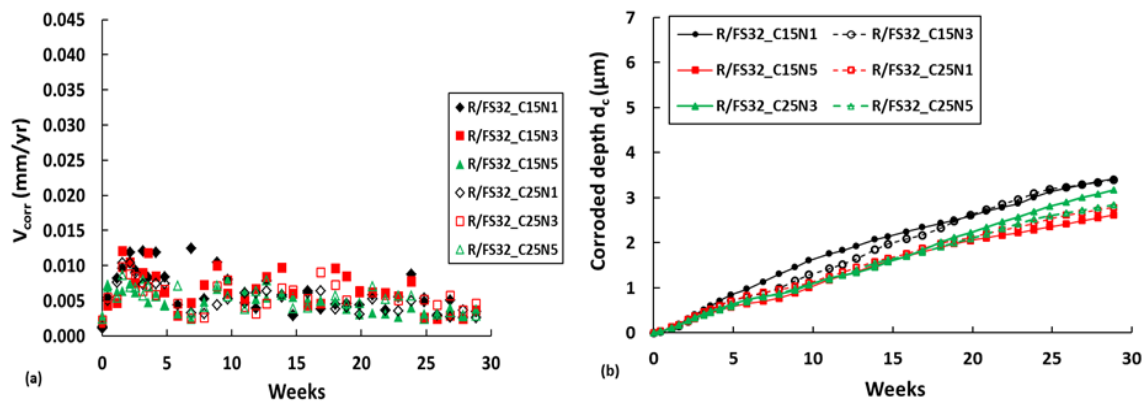 0.045
0.040
0.035
0.030
0.025
0.020
0.015
0.010
0.005
0.000
V_corr (mm/yr)
0 5 10 15 20 25 30
Weeks
(a)
R/FS32_C15N1
R/FS32_C15N3
R/FS32_C15N5
R/FS32_C25N1
R/FS32_C25N3
R/FS32_C25N5
7
6
5
4
3
2
1
0
Corroded depth d_c (μm)
0 5 10 15 20 25 30
Weeks
(b)
R/FS32_C15N1 R/FS32_C15N3
R/FS32_C15N5 R/FS32_C25N1
R/FS32_C25N3 R/FS32_C25N5